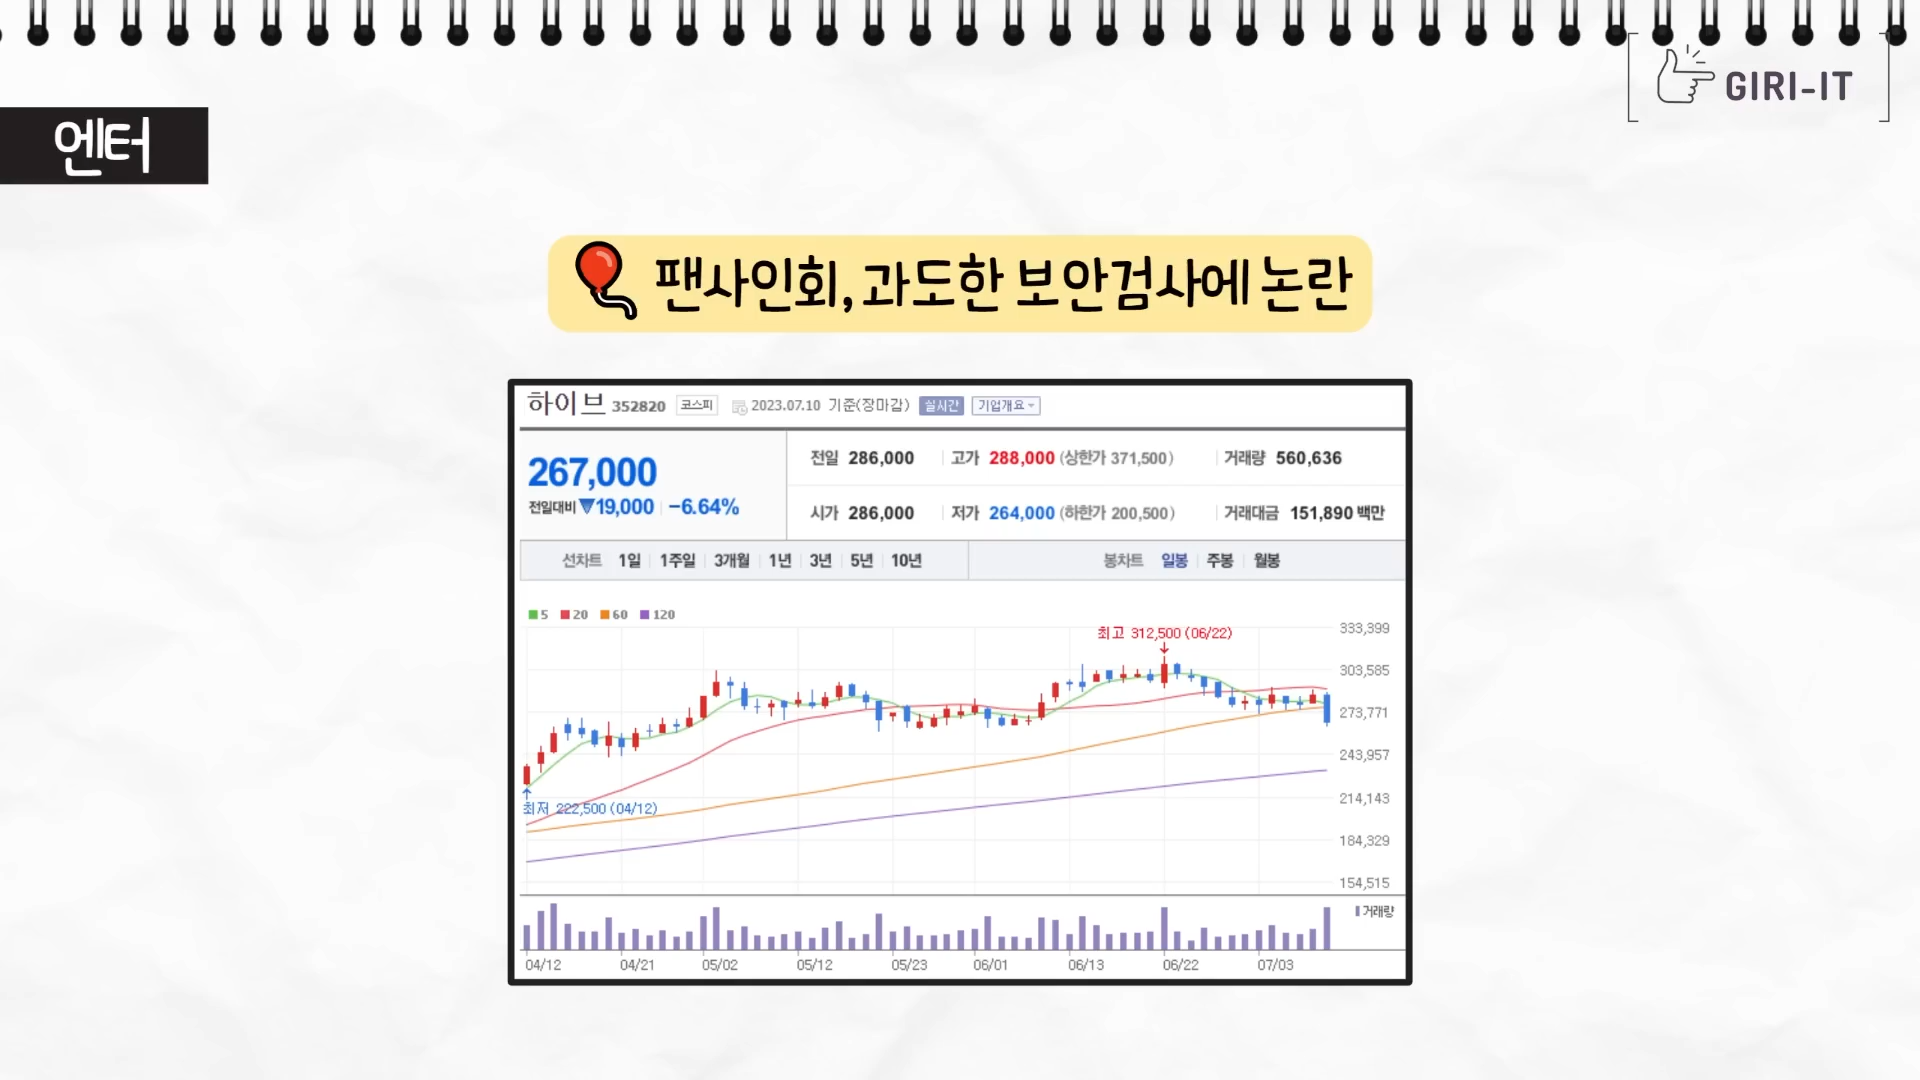 GIRI-IT
엔터
팬사인회, 과도한 보안검사에 논란
하이브 352820 코스피 2023.07.10 기준(장마감) 실시간 기업개요
267,000
전일대비 ▼19,000 -6.64%
전일 286,000 고가 288,000 (상한가 371,500) 거래량 560,636
시가 286,000 저가 264,000 (하한가 200,500) 거래대금 151,890 백만
선차트 1일 1주일 3개월 1년 3년 5년 10년 봉차트 일봉 주봉 월봉
5 20 60 120
최고 312,500 (06/22)
최저 222,500 (04/12)
333,399
303,585
273,771
243,957
214,143
184,329
154,515
거래량
04/12 04/21 05/02 05/12 05/23 06/01 06/13 06/22 07/03